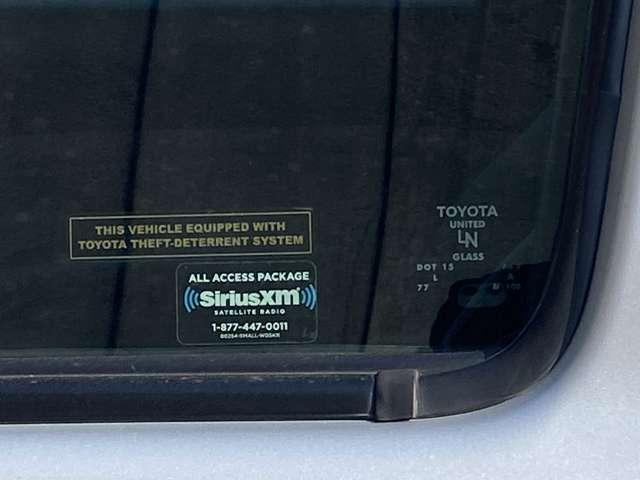 THIS VEHICLE EQUIPPED WITH
TOYOTA THEFT-DETERRENT SYSTEM
ALL ACCESS PACKAGE
SiriusXM
SATELLITE RADIO
1-877-447-0011
TOYOTA
UNITED
LN
GLASS
DOT 15
L
77